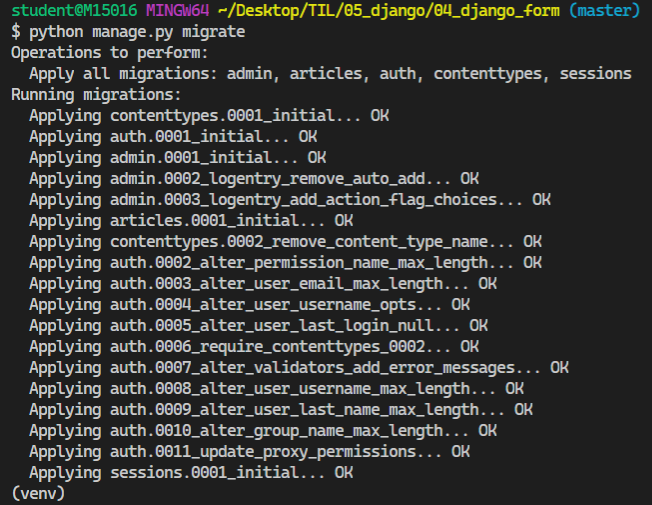 student@M15016 MINGW64 ~/Desktop/TIL/05_django/04_django_form (master)
$ python manage.py migrate
Operations to perform:
  Apply all migrations: admin, articles, auth, contenttypes, sessions
Running migrations:
  Applying contenttypes.0001_initial... OK
  Applying auth.0001_initial... OK
  Applying admin.0001_initial... OK
  Applying admin.0002_logentry_remove_auto_add... OK
  Applying admin.0003_logentry_add_action_flag_choices... OK
  Applying articles.0001_initial... OK
  Applying contenttypes.0002_remove_content_type_name... OK
  Applying auth.0002_alter_permission_name_max_length... OK
  Applying auth.0003_alter_user_email_max_length... OK
  Applying auth.0004_alter_user_username_opts... OK
  Applying auth.0005_alter_user_last_login_null... OK
  Applying auth.0006_require_contenttypes_0002... OK
  Applying auth.0007_alter_validators_add_error_messages... OK
  Applying auth.0008_alter_user_username_max_length... OK
  Applying auth.0009_alter_user_last_name_max_length... OK
  Applying auth.0010_alter_group_name_max_length... OK
  Applying auth.0011_update_proxy_permissions... OK
  Applying sessions.0001_initial... OK
(venv)